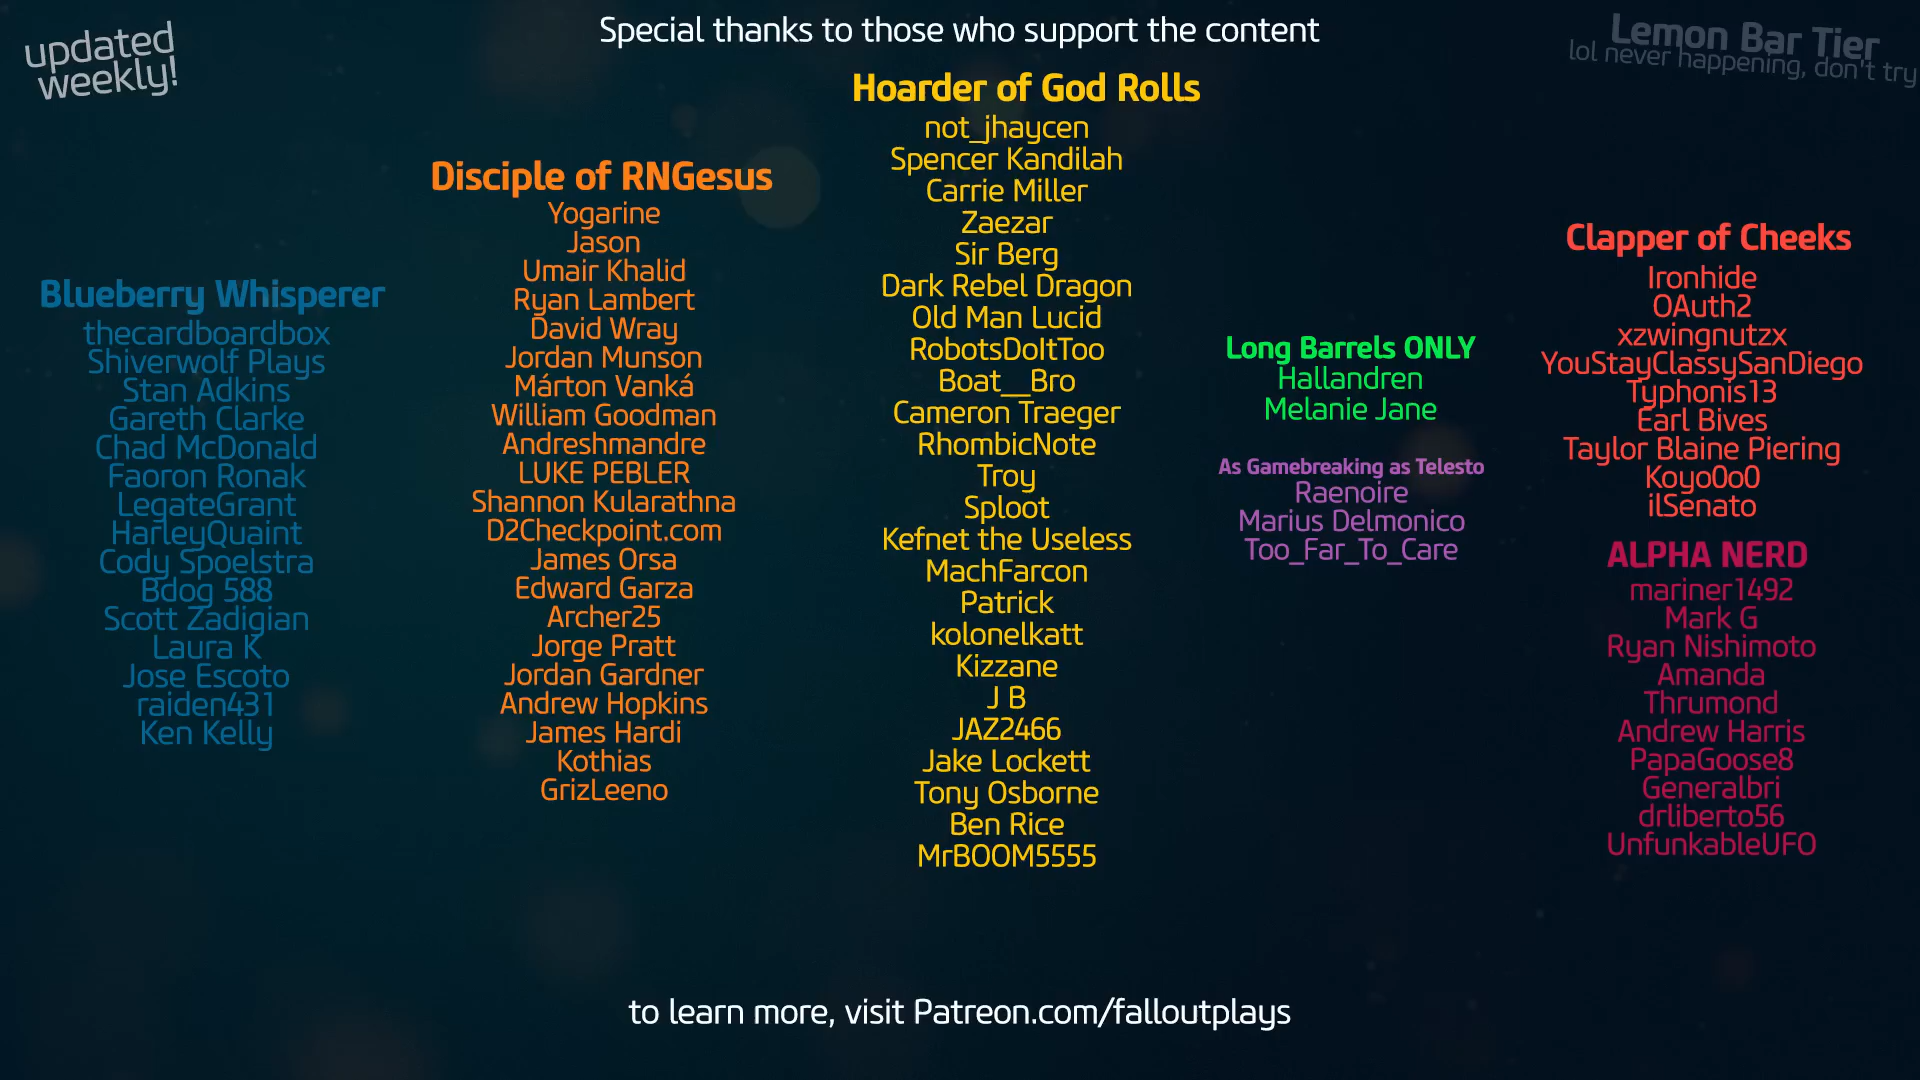 updated
weekly!
Special thanks to those who support the content
Lemon Bar Tier
lol never happening, don't try
Blueberry Whisperer
thecardboardbox
Shiverwolf Plays
Stan Adkins
Gareth Clarke
Chad McDonald
Faoron Ronak
LegateGrant
HarleyQuaint
Cody Spoelstra
Bdog 588
Scott Zadigian
Laura K
Jose Escoto
raiden431
Ken Kelly
Disciple of RNGesus
Yogarine
Jason
Umair Khalid
Ryan Lambert
David Wray
Jordan Munson
Márton Vanká
William Goodman
Andreshmandre
LUKE PEBLER
Shannon Kularathna
D2Checkpoint.com
James Orsa
Edward Garza
Archer25
Jorge Pratt
Jordan Gardner
Andrew Hopkins
James Hardi
Kothias
GrizLeeno
Hoarder of God Rolls
not_jhaycen
Spencer Kandilah
Carrie Miller
Zaezar
Sir Berg
Dark Rebel Dragon
Old Man Lucid
RobotsDoItToo
Boat__Bro
Cameron Traeger
RhombicNote
Troy
Sploot
Kefnet the Useless
MachFarcon
Patrick
kolonelkatt
Kizzane
J B
JAZ2466
Jake Lockett
Tony Osborne
Ben Rice
MrBOOM5555
Long Barrels ONLY
Hallandren
Melanie Jane
As Gamebreaking as Telesto
Raenoire
Marius Delmonico
Too_Far_To_Care
Clapper of Cheeks
Ironhide
OAuth2
xzwingnutzx
YouStayClassySanDiego
Typhonis13
Earl Bives
Taylor Blaine Piering
Koyo0o0
ilSenato
ALPHA NERD
mariner1492
Mark G
Ryan Nishimoto
Amanda
Thrumond
Andrew Harris
PapaGoose8
Generalbri
drliberto56
UnfunkableUFO
to learn more, visit Patreon.com/falloutplays